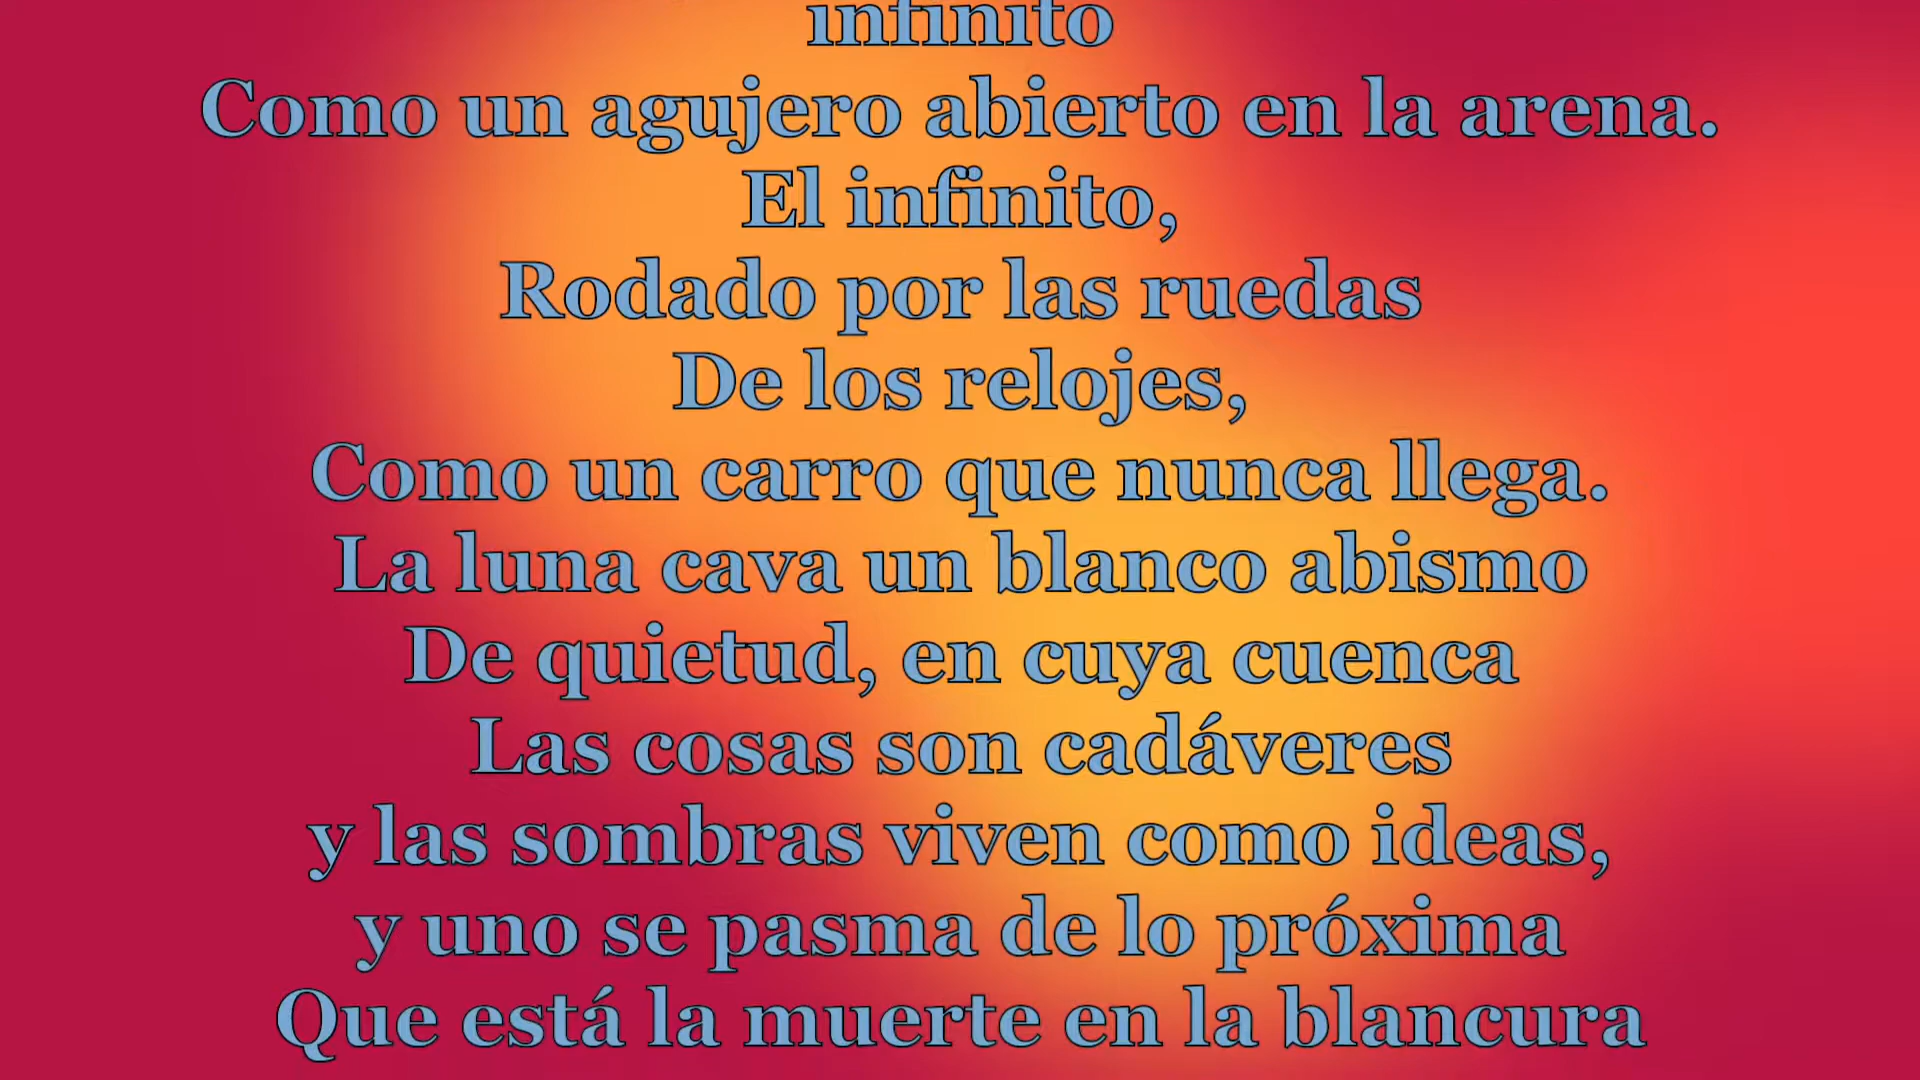 infinito
Como un agujero abierto en la arena.
El infinito,
Rodado por las ruedas
De los relojes,
Como un carro que nunca llega.
La luna cava un blanco abismo
De quietud, en cuya cuenca
Las cosas son cadáveres
y las sombras viven como ideas,
y uno se pasma de lo próxima
Que está la muerte en la blancura